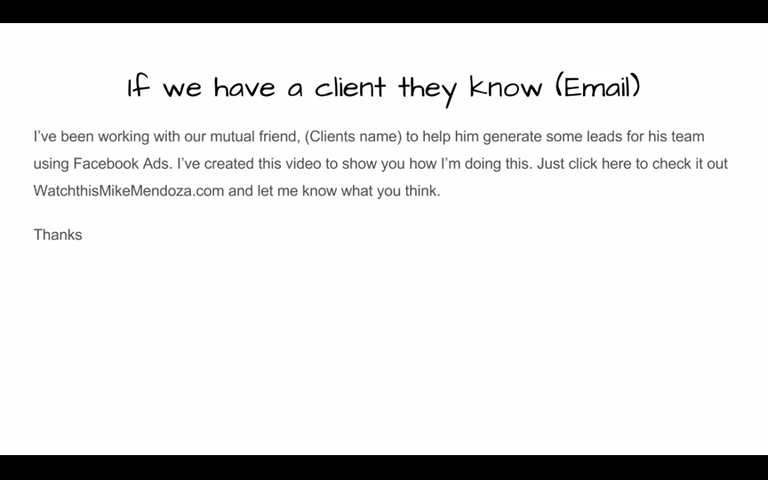 If we have a client they know (Email)
I've been working with our mutual friend, (Clients name) to help him generate some leads for his team
using Facebook Ads. I've created this video to show you how I'm doing this. Just click here to check it out
WatchthisMikeMendoza.com and let me know what you think.
Thanks